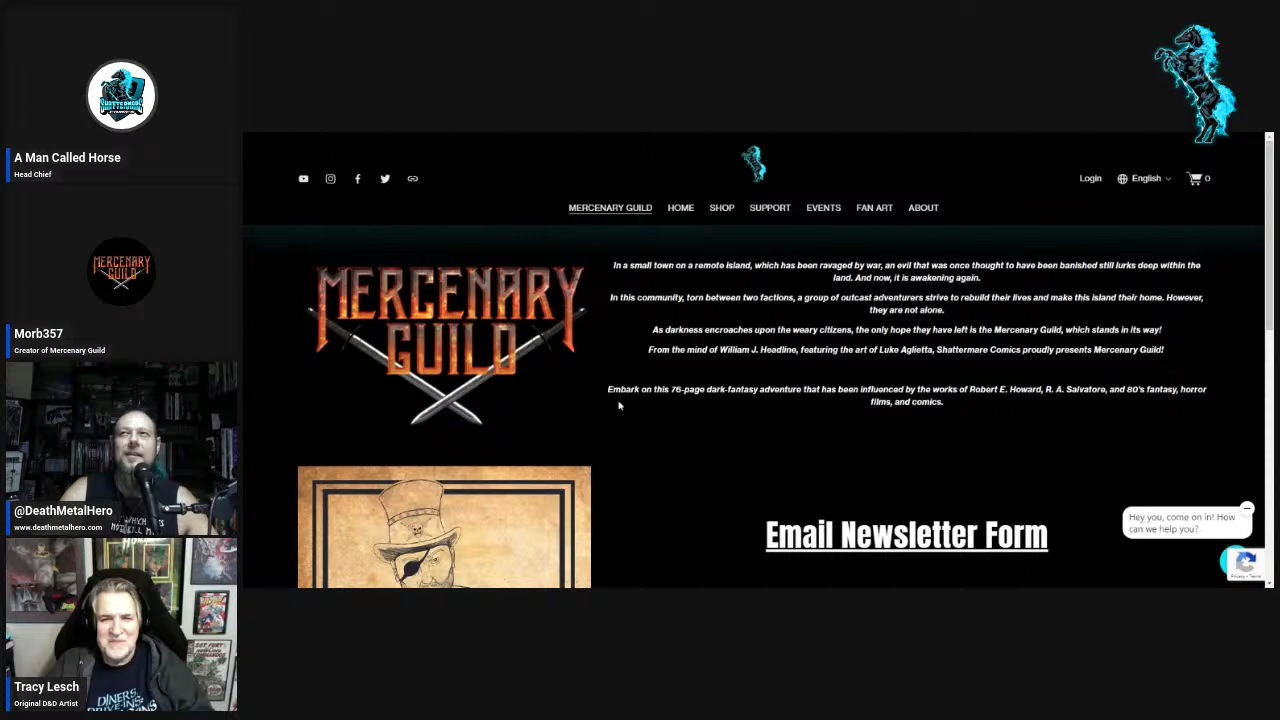 SHATTERMARE
A Man Called Horse
Head Chief
MERCENARY
GUILD
Morb357
Creator of Mercenary Guild
@DeathMetalHero
www.deathmetalhero.com
DINERS,
DRIVE-INS,
Tracy Lesch
Original D&D Artist
Login
English
0
MERCENARY GUILD HOME SHOP SUPPORT EVENTS FAN ART ABOUT
MERCENARY
GUILD
In a small town on a remote island, which has been ravaged by war, an evil that was once thought to have been banished still lurks deep within the
land. And now, it is awakening again.
In this community, torn between two factions, a group of outcast adventurers strive to rebuild their lives and make this island their home. However,
they are not alone.
As darkness encroaches upon the weary citizens, the only hope they have left is the Mercenary Guild, which stands in its way!
From the mind of William J. Headline, featuring the art of Luke Aglietta, Shattermare Comics proudly presents Mercenary Guild!
Embark on this 76-page dark-fantasy adventure that has been influenced by the works of Robert E. Howard, R. A. Salvatore, and 80's fantasy, horror
films, and comics.
Email Newsletter Form
Hey you, come on in! How
can we help you?
Privacy - Terms